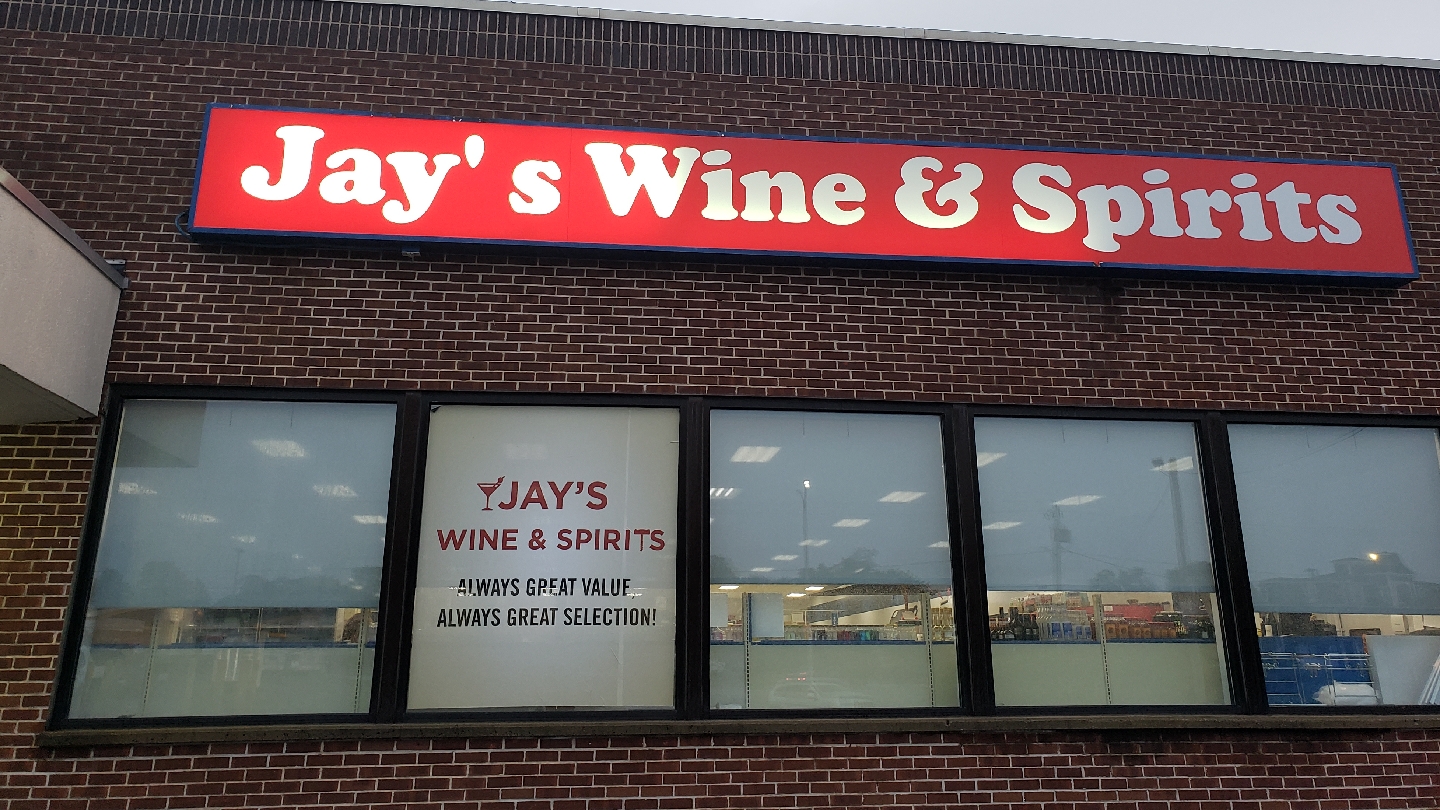 Jay's Wine & Spirits
JAY'S
WINE & SPIRITS
ALWAYS GREAT VALUE,
ALWAYS GREAT SELECTION!